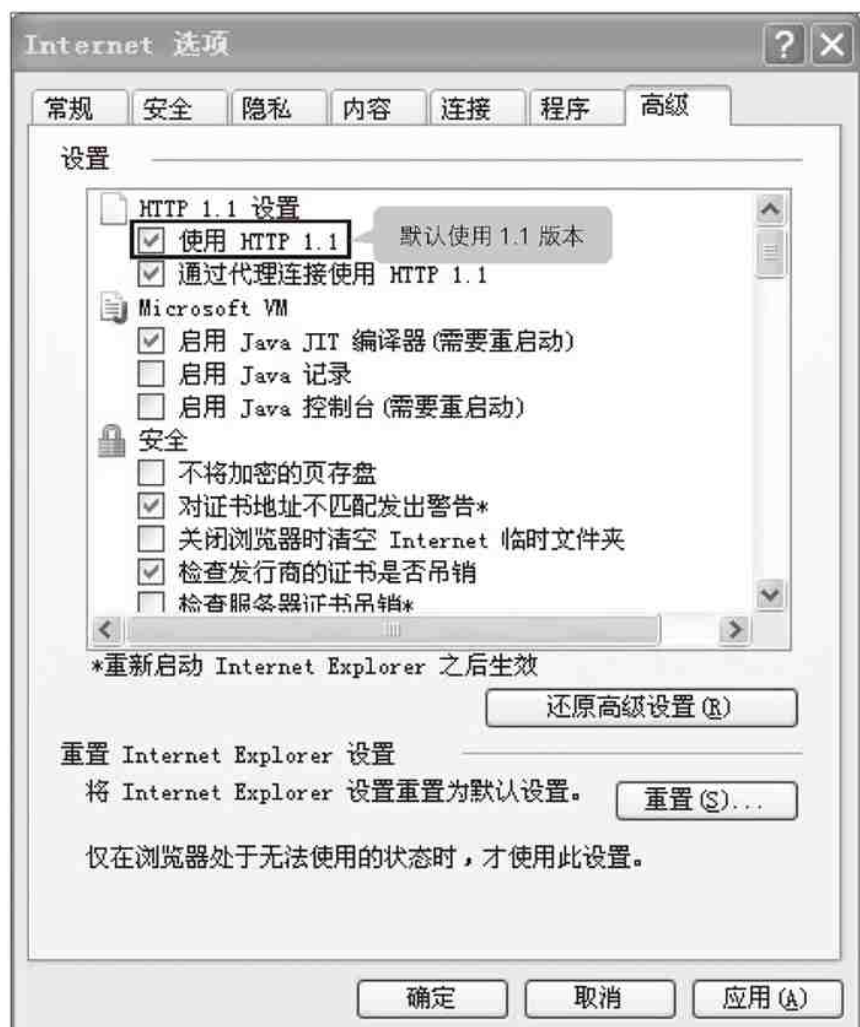 Internet 选项
常规 安全 隐私 内容 连接 程序 高级
设置
HTTP 1.1 设置
使用 HTTP 1.1
默认使用 1.1 版本
通过代理连接使用 HTTP 1.1
Microsoft VM
启用 Java JIT 编译器(需要重启动)
启用 Java 记录
启用 Java 控制台(需要重启动)
安全
不将加密的页存盘
对证书地址不匹配发出警告*
关闭浏览器时清空 Internet 临时文件夹
检查发行商的证书是否吊销
检查服务器证书吊销*
*重新启动 Internet Explorer 之后生效
还原高级设置(R)
重置 Internet Explorer 设置
将 Internet Explorer 设置重置为默认设置。
重置(S)...
仅在浏览器处于无法使用的状态时，才使用此设置。
确定 取消 应用(A)